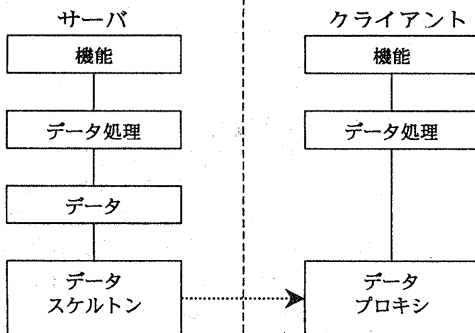 サーバ
機能
データ処理
データ
データ
スケルトン
クライアント
機能
データ処理
データ
プロキシ